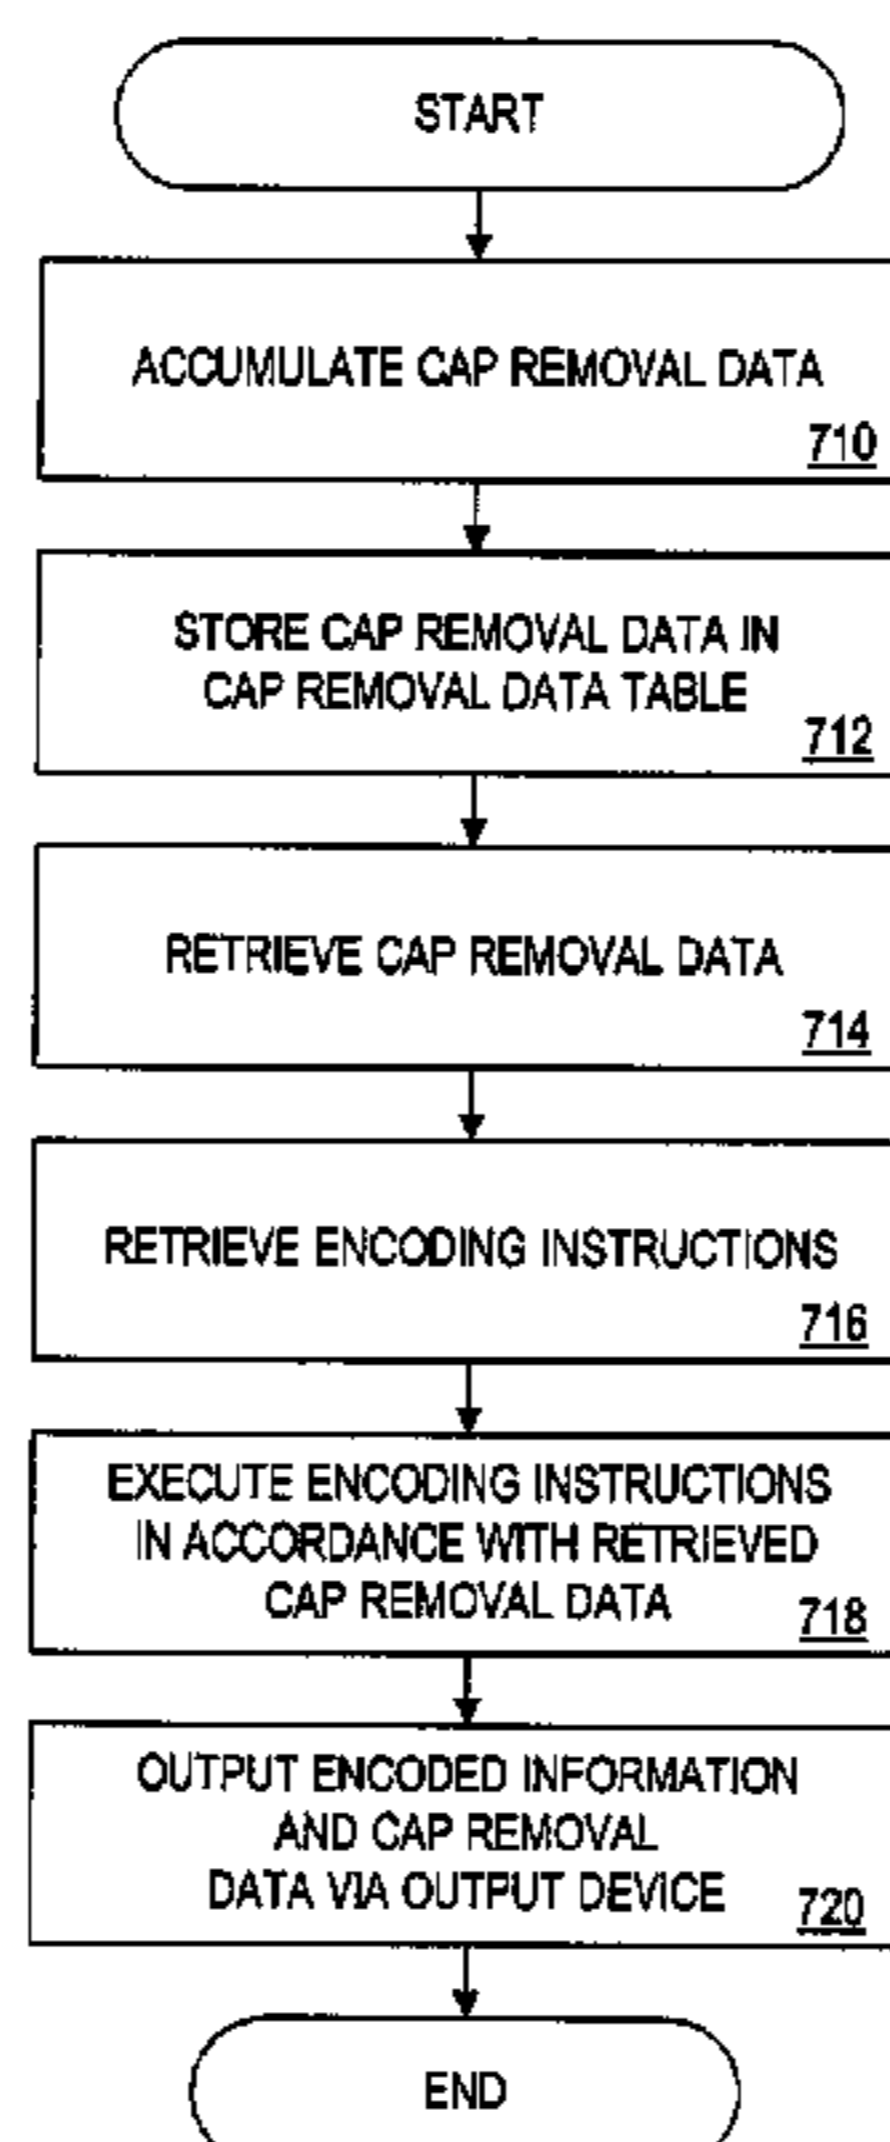 START
ACCUMULATE CAP REMOVAL DATA
710
STORE CAP REMOVAL DATA IN
CAP REMOVAL DATA TABLE
712
RETRIEVE CAP REMOVAL DATA
714
RETRIEVE ENCODING INSTRUCTIONS
716
EXECUTE ENCODING INSTRUCTIONS
IN ACCORDANCE WITH RETRIEVED
CAP REMOVAL DATA
718
OUTPUT ENCODED INFORMATION
AND CAP REMOVAL
DATA VIA OUTPUT DEVICE
720
END